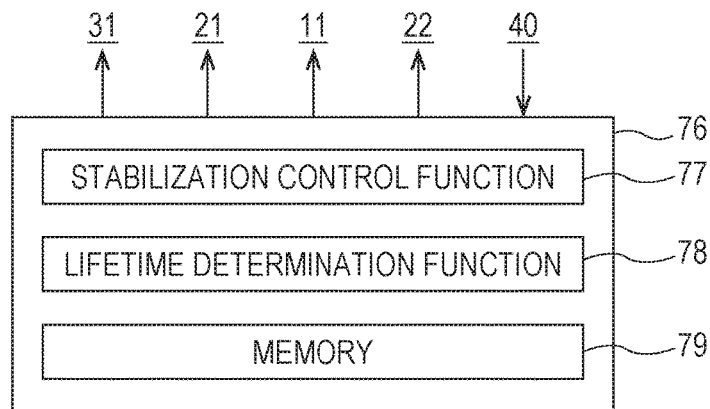 31 21 11 22 40
76
STABILIZATION CONTROL FUNCTION 77
LIFETIME DETERMINATION FUNCTION 78
MEMORY 79